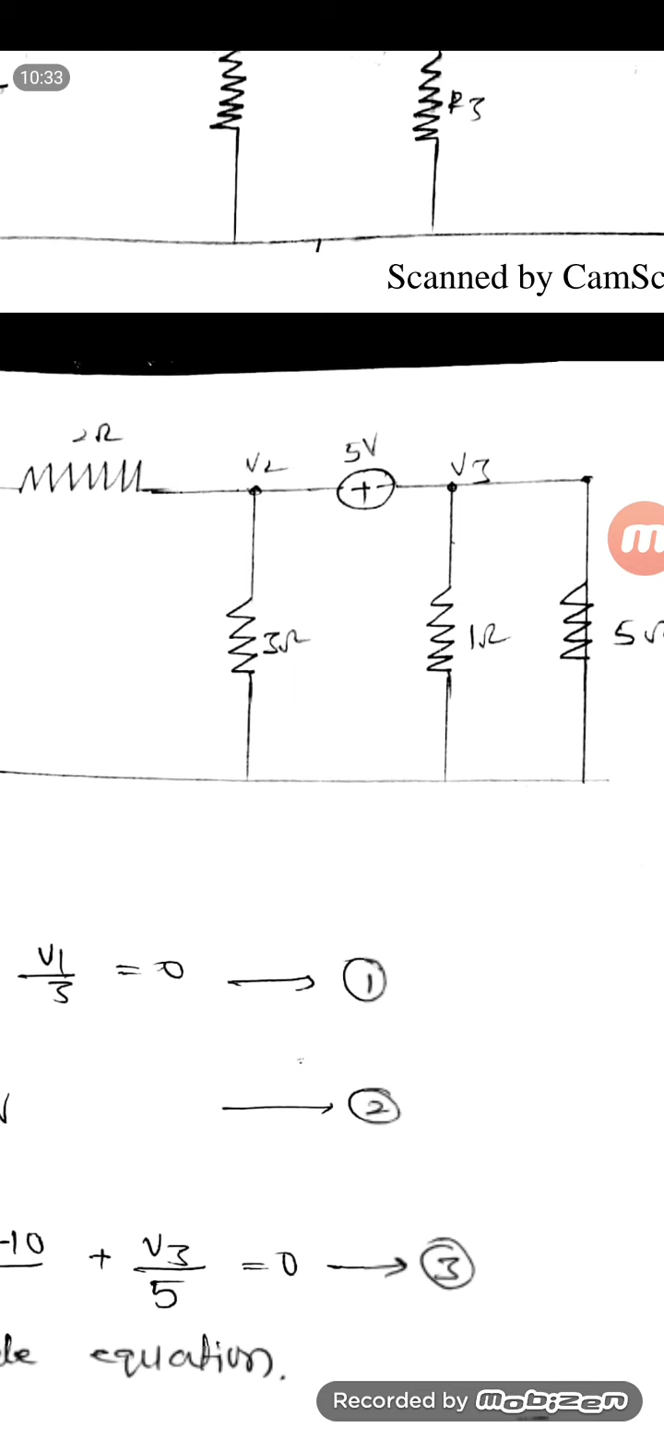 10:33
R3
Scanned by CamSc
2Ω
V2
5V
V3
+
3Ω
1Ω
5Ω
V1/3 = 0 → ①
→ ②
-10
+ V3/5 = 0 → ③
de equation.
Recorded by mobizen